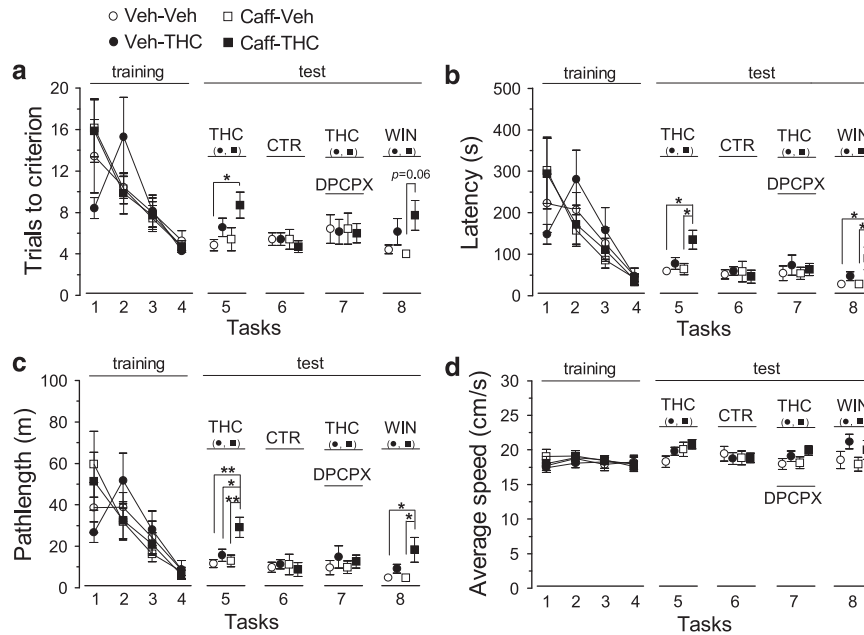 Veh-Veh Caff-Veh
Veh-THC Caff-THC
a
training test
Trials to criterion
20
16
12
8
4
0
THC
(●, ■)
*
CTR
THC
(●, ■)
DPCPX
WIN
(●, ■)
p=0.06
1 2 3 4 5 6 7 8
Tasks
b
training test
Latency (s)
500
400
300
200
100
0
THC
(●, ■)
*
*
CTR
THC
(●, ■)
DPCPX
WIN
(●, ■)
*
*
1 2 3 4 5 6 7 8
Tasks
c
training test
Pathlength (m)
100
80
60
40
20
0
THC
(●, ■)
**
*
**
CTR
THC
(●, ■)
DPCPX
WIN
(●, ■)
*
*
1 2 3 4 5 6 7 8
Tasks
d
training test
Average speed (cm/s)
30
25
20
15
10
5
0
THC
(●, ■)
CTR
THC
(●, ■)
DPCPX
WIN
(●, ■)
1 2 3 4 5 6 7 8
Tasks